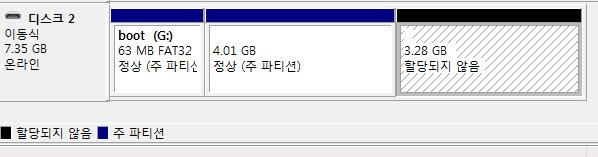 디스크 2
이동식
7.35 GB
온라인
boot (G:)
63 MB FAT32
정상 (주 파티션
4.01 GB
정상 (주 파티션)
3.28 GB
할당되지 않음
할당되지 않음 주 파티션